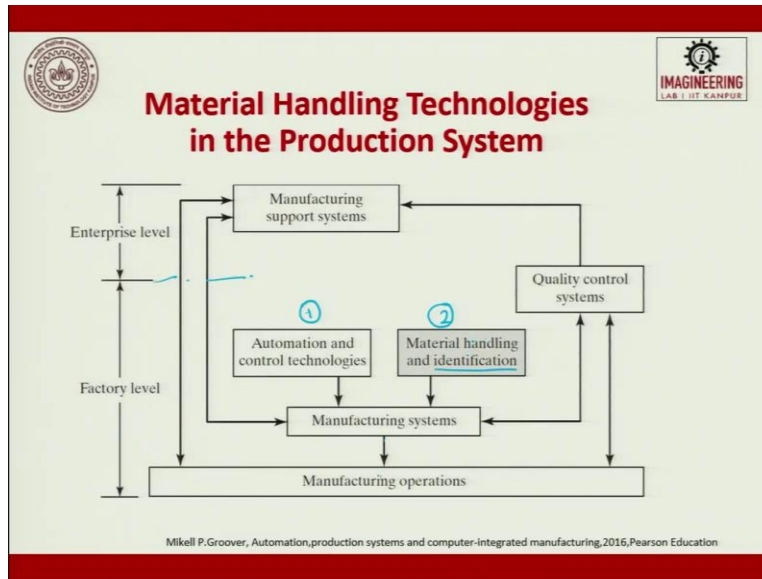 IMAGINEERING
LAB | IIT KANPUR
Material Handling Technologies
in the Production System
Manufacturing
support systems
Enterprise level
Quality control
systems
1
2
Automation and
control technologies
Material handling
and identification
Factory level
Manufacturing systems
Manufacturing operations
Mikell P.Groover, Automation,production systems and computer-integrated manufacturing,2016,Pearson Education